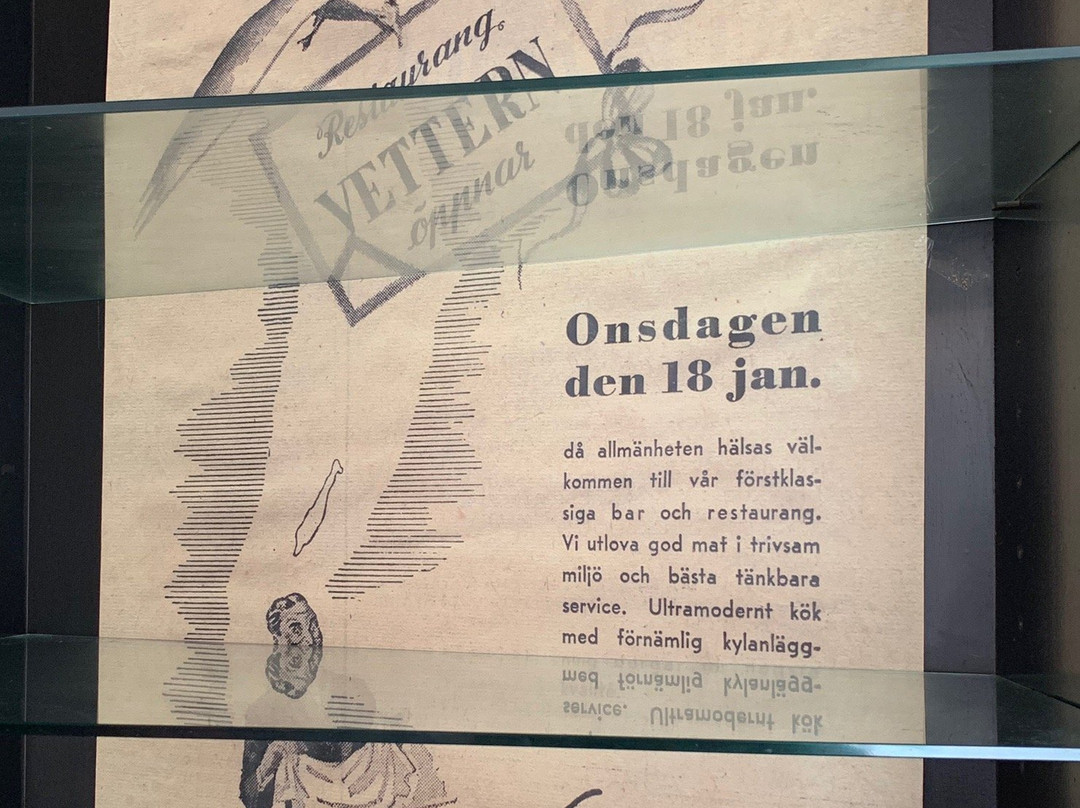 Restaurang
VETTERN
öppnar
Onsdagen
den 18 jan.
då allmänheten hälsas väl-
kommen till vår förstklas-
siga bar och restaurang.
Vi utlova god mat i trivsam
miljö och bästa tänkbara
service. Ultramodernt kök
med förnämlig kylanlägg-